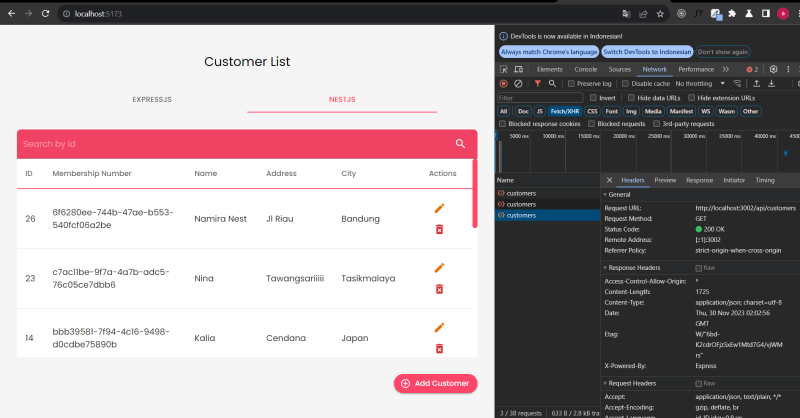 localhost:5173
Customer List
EXPRESSJS
NESTJS
Search by id
ID Membership Number Name Address City Actions
26 6f6280ee-744b-47ae-b553-540fcf06a2be Namira Nest Jl Riau Bandung
23 c7ac11be-9f7a-4a7b-adc5-76c05ce7dbb6 Nina Tawangsariiiii Tasikmalaya
14 bbb39581-7f94-4c16-9498-d0cdbe75890b Kalia Cendana Japan
Add Customer
DevTools is now available in Indonesian!
Always match Chrome's language Switch DevTools to Indonesian Don't show again
Elements Console Sources Network Performance 2
Preserve log Disable cache No throttling
Filter Invert Hide data URLs Hide extension URLs
All Doc JS Fetch/XHR CSS Font Img Media Manifest WS Wasm Other
Blocked response cookies Blocked requests 3rd-party requests
5000 ms 10000 ms 15000 ms 20000 ms 25000 ms 30000 ms 35000 ms 40000 ms
Name
customers
customers
customers
3 / 38 requests 633 B / 2.8 kB tra
Headers Preview Response Initiator Timing
General
Request URL: http://localhost:3002/api/customers
Request Method: GET
Status Code: 200 OK
Remote Address: [::1]:3002
Referrer Policy: strict-origin-when-cross-origin
Response Headers Raw
Access-Control-Allow-Origin: *
Content-Length: 1725
Content-Type: application/json; charset=utf-8
Date: Thu, 30 Nov 2023 02:02:56 GMT
Etag:
X-Powered-By: Express
Request Headers Raw
Accept: application/json, text/plain, */*
Accept-Encoding: gzip, deflate, br